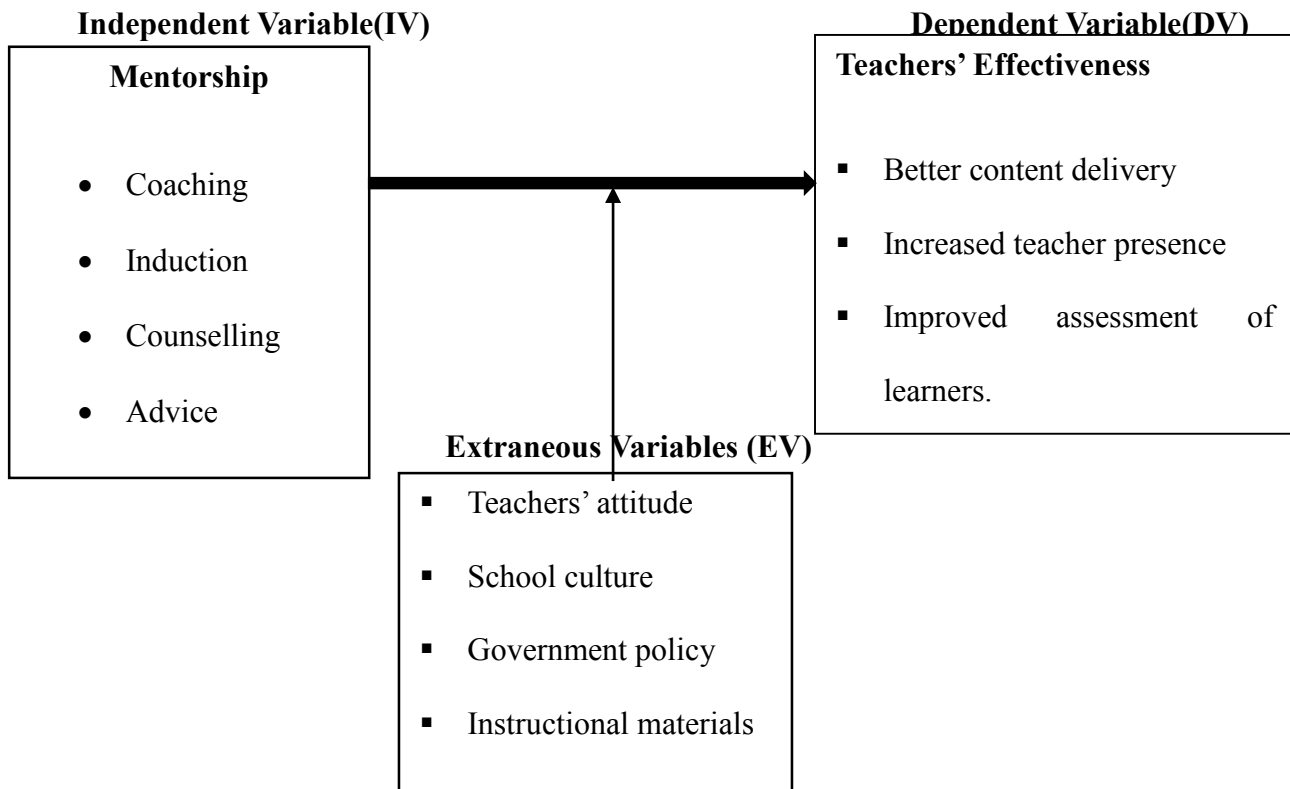 Independent Variable(IV)
Mentorship
• Coaching
• Induction
• Counselling
• Advice
Dependent Variable(DV)
Teachers’ Effectiveness
▪ Better content delivery
▪ Increased teacher presence
▪ Improved assessment of
learners.
Extraneous Variables (EV)
▪ Teachers’ attitude
▪ School culture
▪ Government policy
▪ Instructional materials